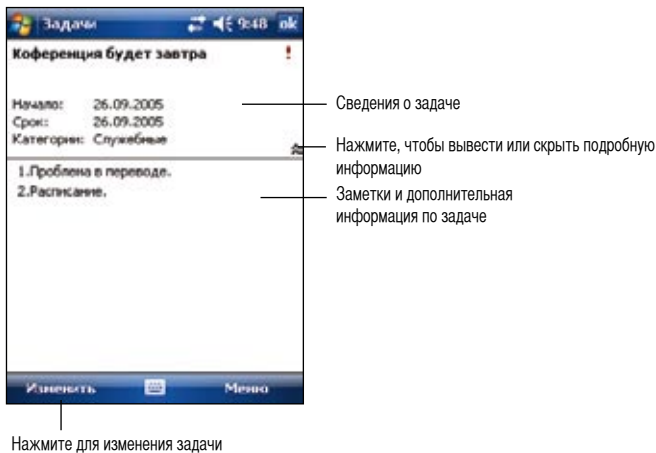 Задачи 9:48 ok
Коференция будет завтра !
Начало: 26.09.2005
Срок: 26.09.2005
Категории: Служебные
1.Проблена в переводе.
2.Расписание.
Изменить Меню
Сведения о задаче
Нажмите, чтобы вывести или скрыть подробную
информацию
Заметки и дополнительная
информация по задаче
Нажмите для изменения задачи